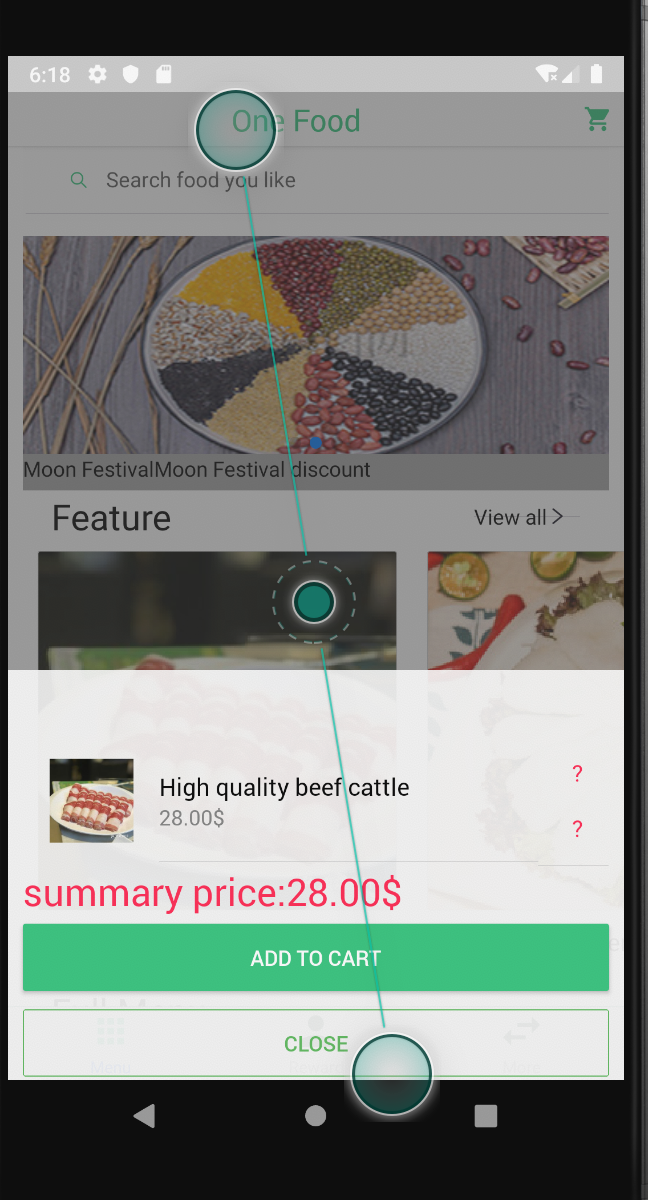 6:18
One Food
Search food you like
Moon FestivalMoon Festival discount
Feature
View all
High quality beef cattle
?
28.00$
?
summary price:28.00$
ADD TO CART
CLOSE
Menu